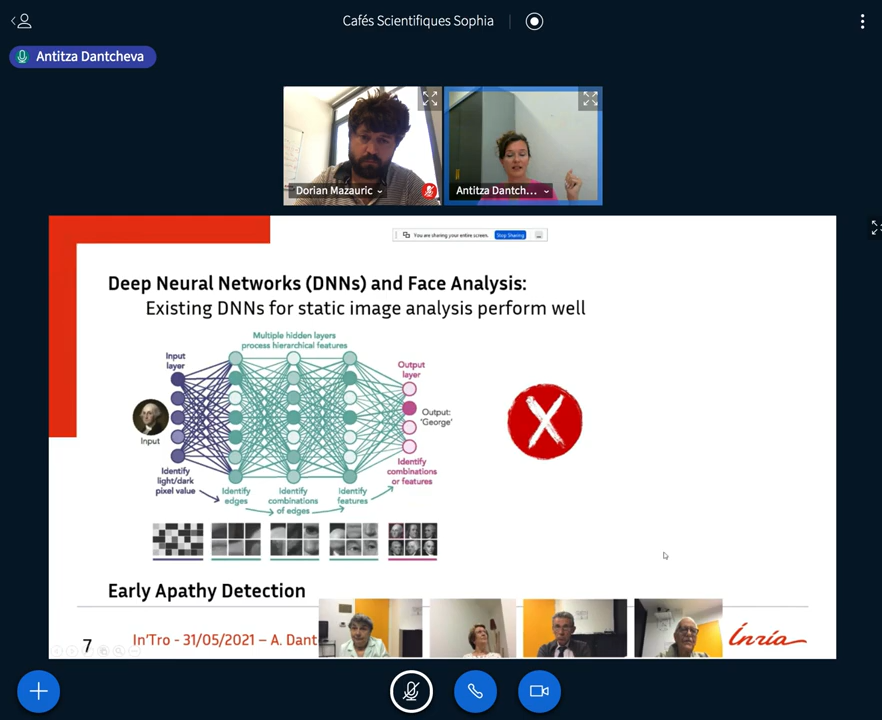 Cafés Scientifiques Sophia
Antitza Dantcheva
Dorian Mazauric
Antitza Dantch...
You are sharing your entire screen.
Stop Sharing
Deep Neural Networks (DNNs) and Face Analysis:
Existing DNNs for static image analysis perform well
Multiple hidden layers
process hierarchical features
Input
layer
Output
layer
Output:
'George'
Input
Identify
light/dark
pixel value
Identify
edges
Identify
combinations
of edges
identify
features
Identify
combinations
or features
X
Early Apathy Detection
7
In'Tro - 31/05/2021 – A. Dant
Inria